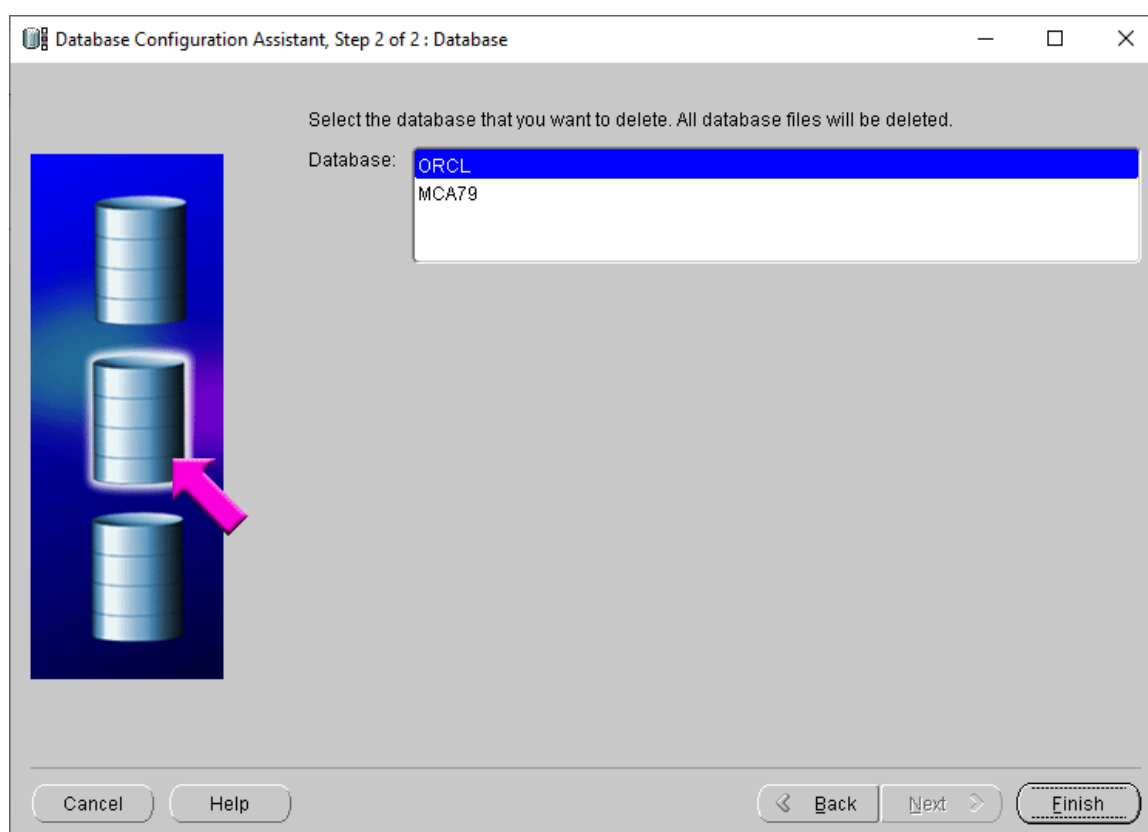 Database Configuration Assistant, Step 2 of 2 : Database
Select the database that you want to delete. All database files will be deleted.
Database:
ORCL
MCA79
Cancel
Help
Back
Next
Finish